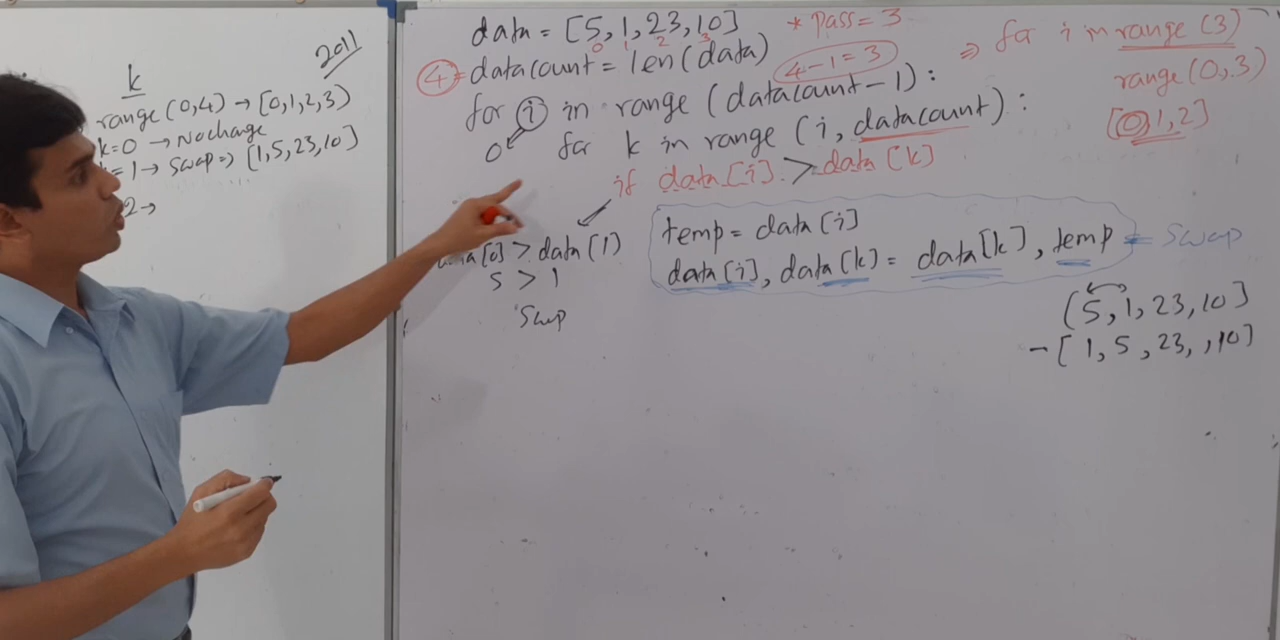 2011
k
range (0,4) → [0,1,2,3)
k=0 → No change
= 1 → Swap => [1,5,23,10]
2 →
data = [5, 1, 23, 10]
0 1 2 3
* Pass = 3
4 = datacount = len(data)
4-1 = 3
for i in range (datacount-1) :
0
for k in range (i, datacount) :
if data[i] > data[k]
=> for i in range (3)
range (0,3)
[0,1,2]
[0] > data(1)
5 > 1
Swap
temp = data[i]
data[i], data[k] = data[k], temp = Swap
(5, 1, 23, 10]
- [ 1, 5, 23, , 10]